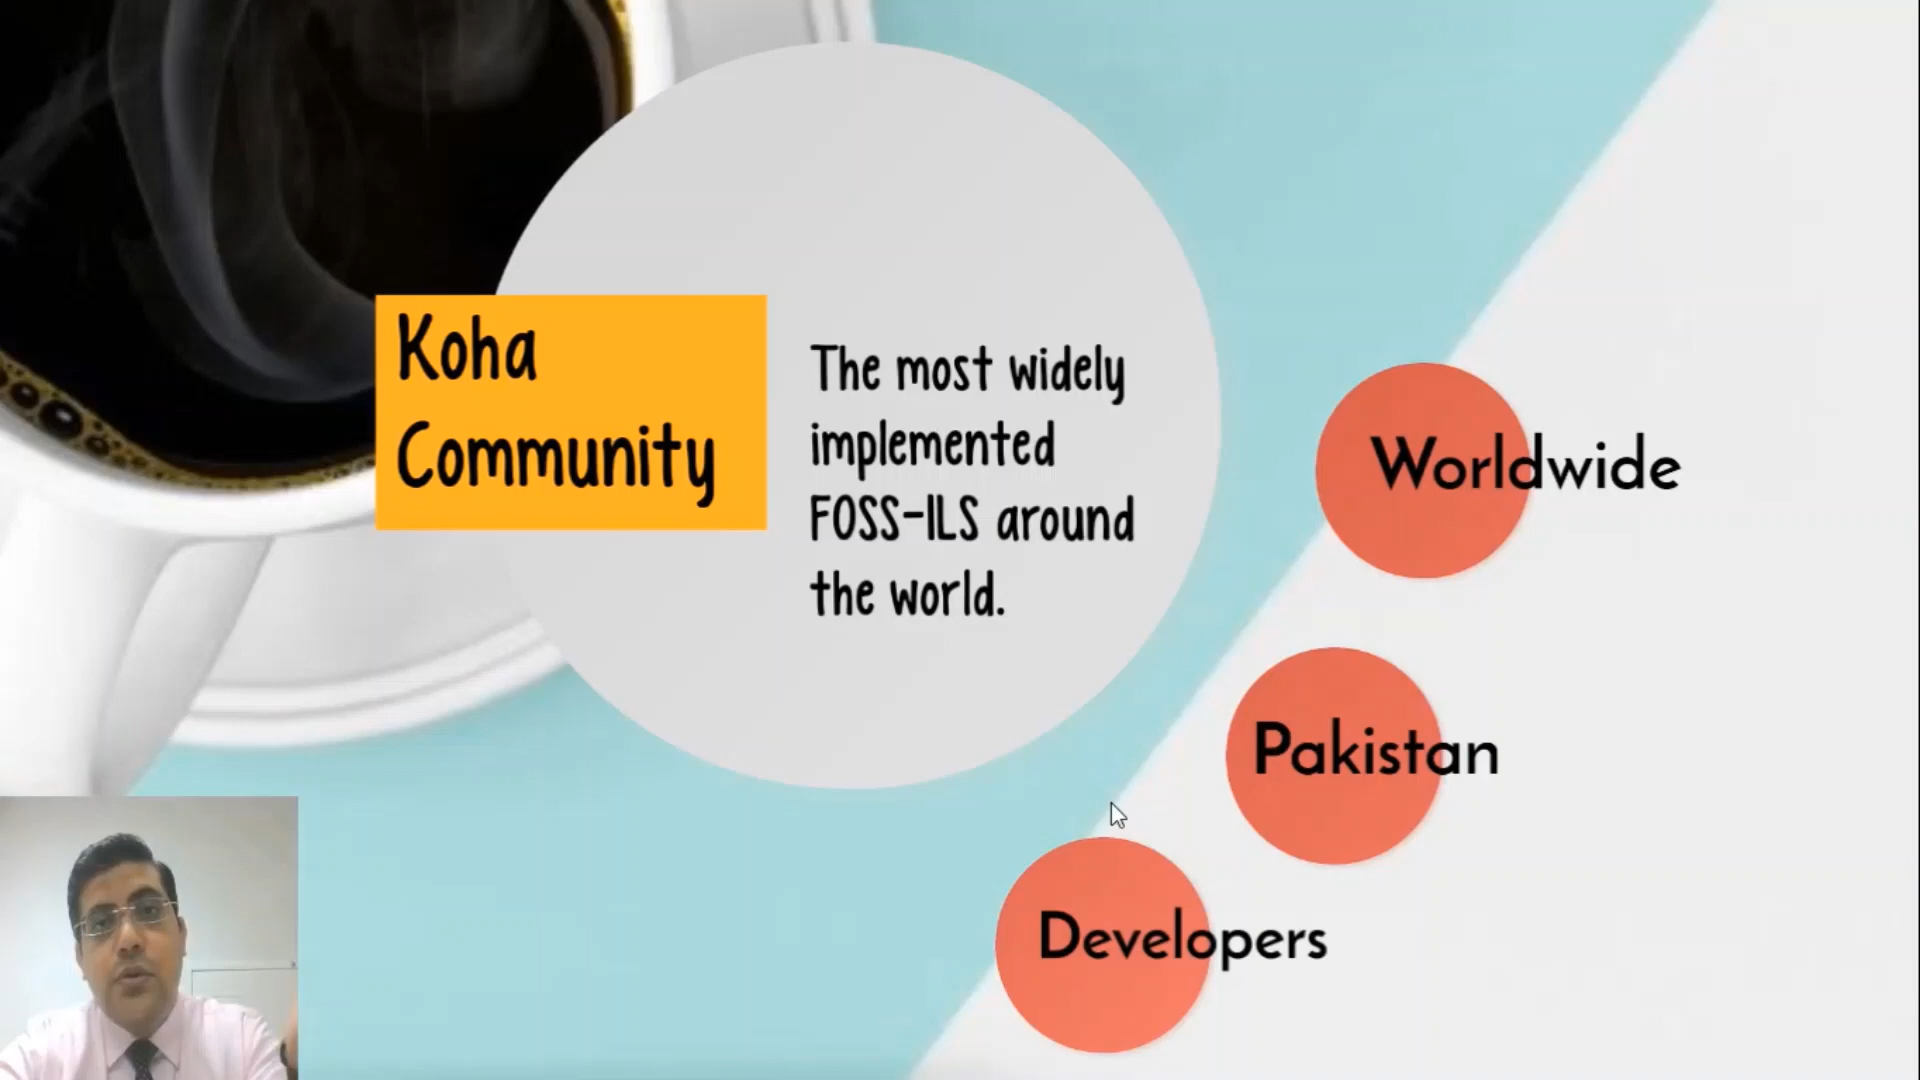 Koha
Community
The most widely
implemented
FOSS-ILS around
the world.
Worldwide
Pakistan
Developers